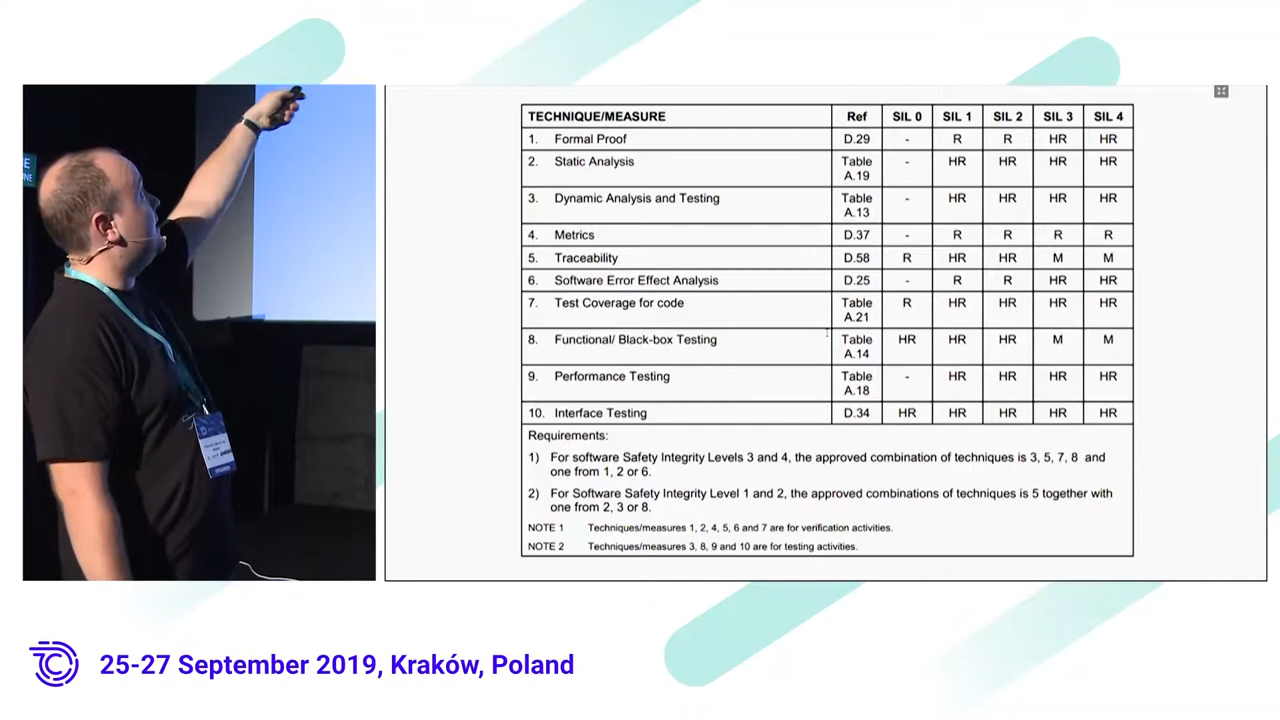 TECHNIQUE/MEASURE Ref SIL 0 SIL 1 SIL 2 SIL 3 SIL 4
1. Formal Proof D.29 - R R HR HR
2. Static Analysis Table A.19 - HR HR HR HR
3. Dynamic Analysis and Testing Table A.13 - HR HR HR HR
4. Metrics D.37 - R R R R
5. Traceability D.58 R HR HR M M
6. Software Error Effect Analysis D.25 - R R HR HR
7. Test Coverage for code Table A.21 R HR HR HR HR
8. Functional/ Black-box Testing Table A.14 HR HR HR M M
9. Performance Testing Table A.18 - HR HR HR HR
10. Interface Testing D.34 HR HR HR HR HR
Requirements:
1) For software Safety Integrity Levels 3 and 4, the approved combination of techniques is 3, 5, 7, 8 and
one from 1, 2 or 6.
2) For Software Safety Integrity Level 1 and 2, the approved combinations of techniques is 5 together with
one from 2, 3 or 8.
NOTE 1 Techniques/measures 1, 2, 4, 5, 6 and 7 are for verification activities.
NOTE 2 Techniques/measures 3, 8, 9 and 10 are for testing activities.
25-27 September 2019, Kraków, Poland